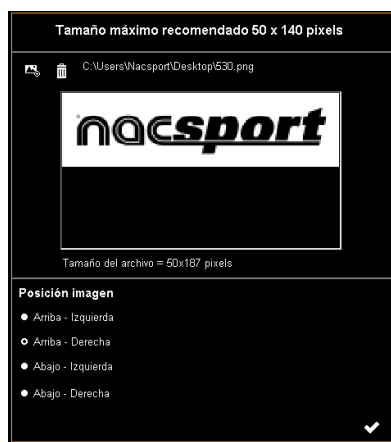 Tamaño máximo recomendado 50 x 140 pixels
C:\Users\Nacsport\Desktop\530.png
nacsport
Tamaño del archivo = 50x187 pixels
Posición imagen
Arriba - Izquierda
Arriba - Derecha
Abajo - Izquierda
Abajo - Derecha